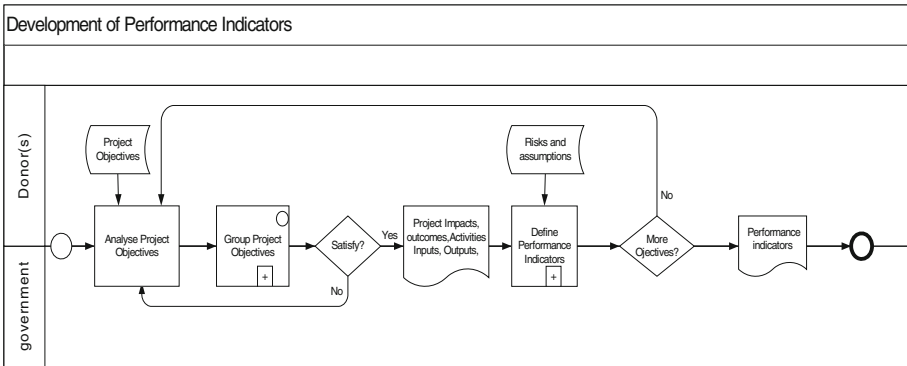 Development of Performance Indicators
Donor(s)
government
Project
Objectives
Analyse Project
Objectives
Group Project
Objectives
+
Satisfy?
Yes
No
Project Impacts,
outcomes,Activities
Inputs, Outputs,
Risks and
assumptions
Define
Performance
Indicators
+
More
Ojectives?
No
Performance
indicators